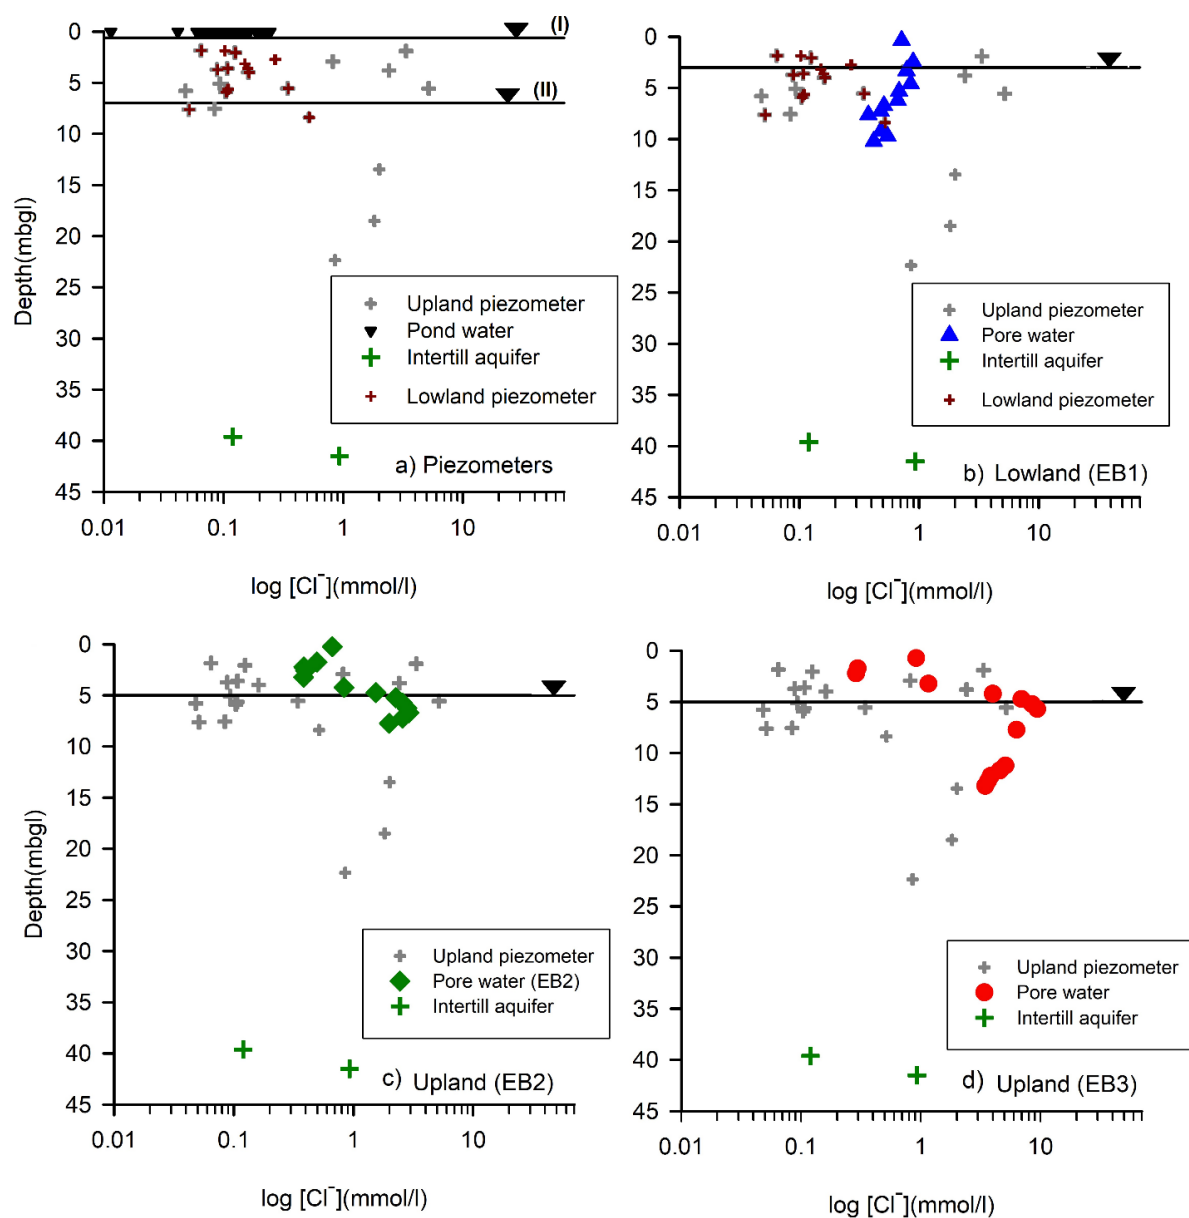 0
5
10
15
20
25
30
35
40
45
Depth(mbgl)
(I)
(II)
Upland piezometer
Pond water
Intertill aquifer
Lowland piezometer
a) Piezometers
0.01 0.1 1 10
log [Cl⁻](mmol/l)
0
5
10
15
20
25
30
35
40
45
Upland piezometer
Pore water
Intertill aquifer
Lowland piezometer
b) Lowland (EB1)
0.01 0.1 1 10
log [Cl⁻](mmol/l)
0
5
10
15
20
25
30
35
40
45
Depth(mbgl)
Upland piezometer
Pore water (EB2)
Intertill aquifer
c) Upland (EB2)
0.01 0.1 1 10
log [Cl⁻](mmol/l)
0
5
10
15
20
25
30
35
40
45
Upland piezometer
Pore water
Intertill aquifer
d) Upland (EB3)
0.01 0.1 1 10
log [Cl⁻](mmol/l)